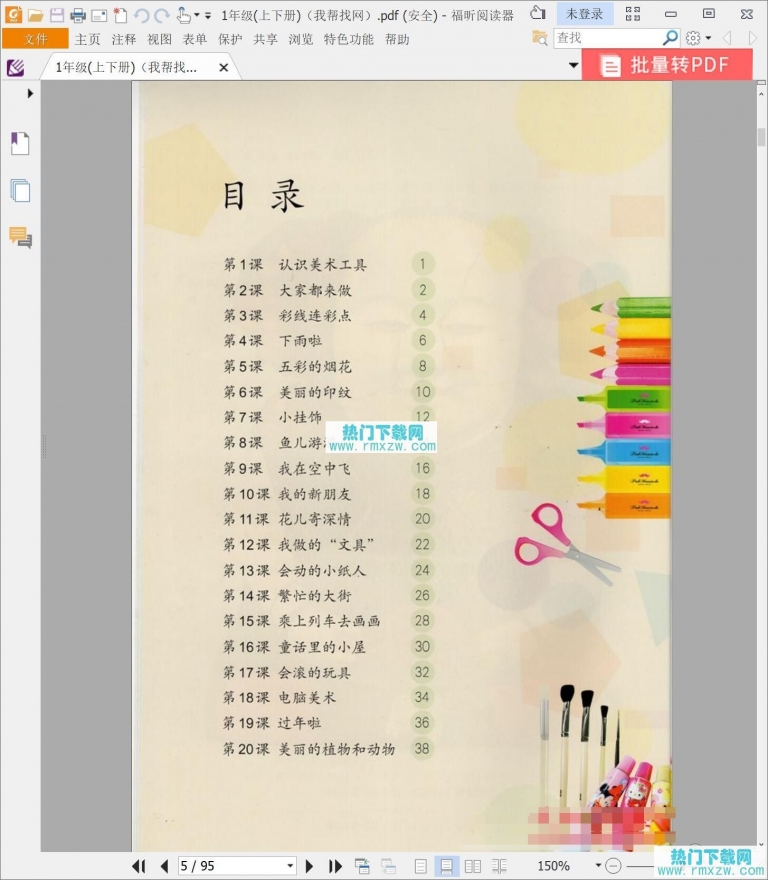 1年级(上下册)（我帮找网）.pdf (安全) - 福昕阅读器
未登录
文件 主页 注释 视图 表单 保护 共享 浏览 特色功能 帮助
查找
1年级(上下册)（我帮找...
批量转PDF
目录
第1课 认识美术工具 1
第2课 大家都来做 2
第3课 彩线连彩点 4
第4课 下雨啦 6
第5课 五彩的烟花 8
第6课 美丽的印纹 10
第7课 小挂饰 12
第8课 鱼儿游
热门下载网
www.rmxzw.com
第9课 我在空中飞 16
第10课 我的新朋友 18
第11课 花儿寄深情 20
第12课 我做的“文具” 22
第13课 会动的小纸人 24
第14课 繁忙的大街 26
第15课 乘上列车去画画 28
第16课 童话里的小屋 30
第17课 会滚的玩具 32
第18课 电脑美术 34
第19课 过年啦 36
第20课 美丽的植物和动物 38
5 / 95
150%
热门下载网
www.rmxzw.com